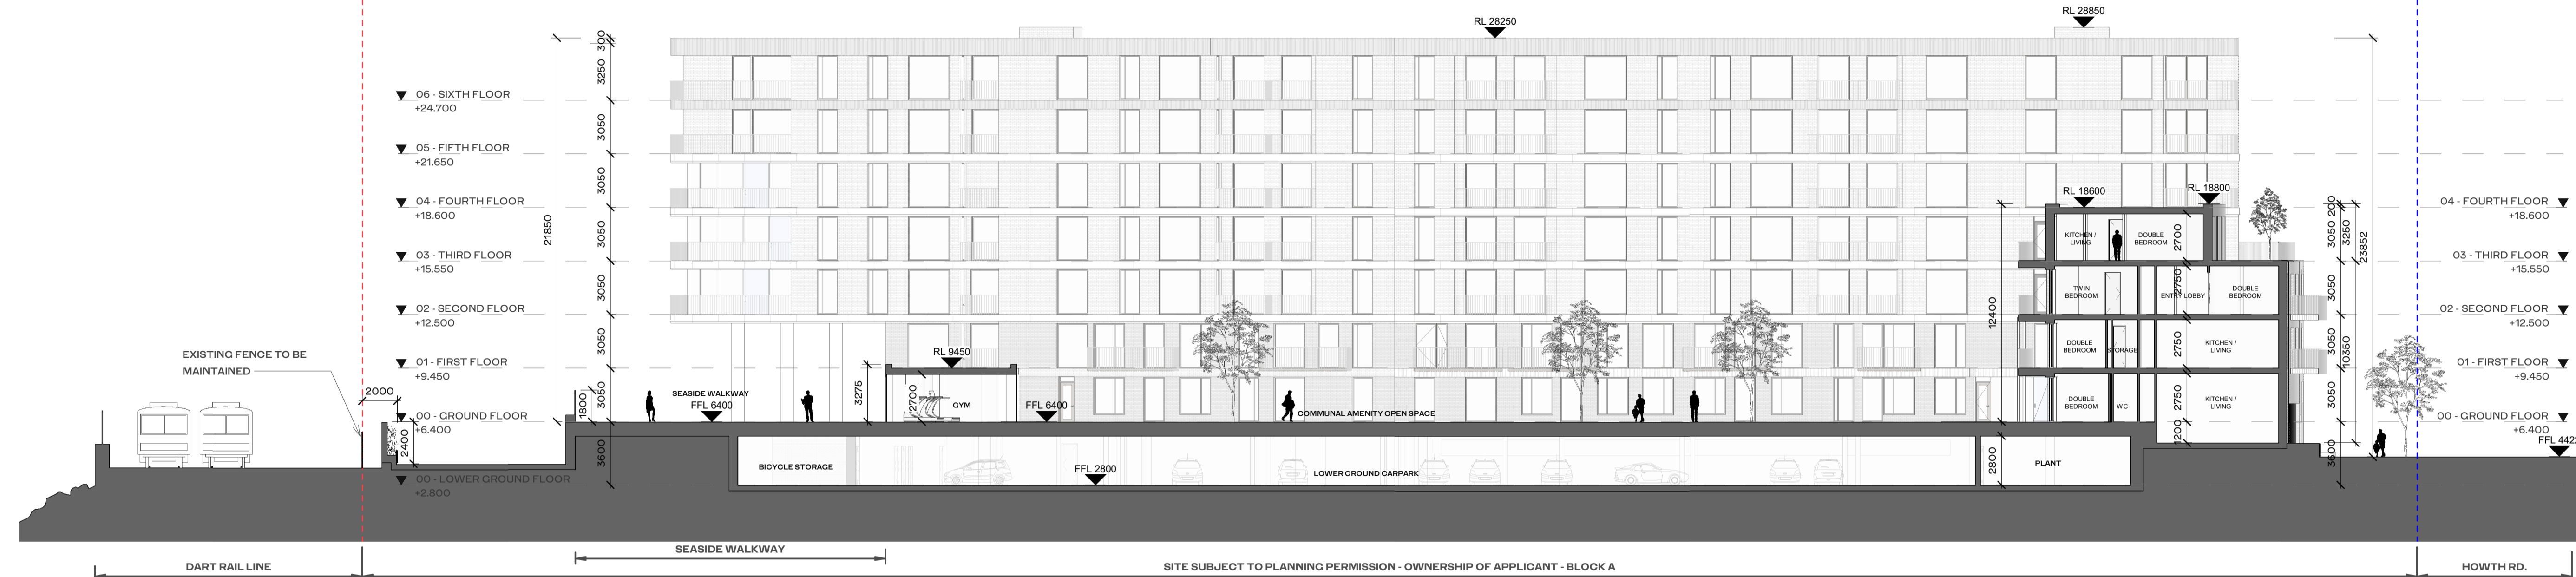 RL 28850
RL 28250
300
3250
3050
3050
3050
3050
3050
3050
3600
21850
1800
06 - SIXTH FLOOR
+24.700
05 - FIFTH FLOOR
+21.650
04 - FOURTH FLOOR
+18.600
03 - THIRD FLOOR
+15.550
02 - SECOND FLOOR
+12.500
01 - FIRST FLOOR
+9.450
00 - GROUND FLOOR
+6.400
00 - LOWER GROUND FLOOR
+2.800
EXISTING FENCE TO BE
MAINTAINED
2000
2400
SEASIDE WALKWAY
FFL 6400
3275
RL 9450
2700
GYM
FFL 6400
COMMUNAL AMENITY OPEN SPACE
BICYCLE STORAGE
FFL 2800
LOWER GROUND CARPARK
2800
PLANT
12400
RL 18600
RL 18800
KITCHEN /
LIVING
DOUBLE
BEDROOM
2700
TWIN
BEDROOM
2750
ENTRY LOBBY
DOUBLE
BEDROOM
DOUBLE
BEDROOM
STORAGE
2750
KITCHEN /
LIVING
DOUBLE
BEDROOM
WC
2750
KITCHEN /
LIVING
1200
200
3050
3250
3050
3050
10350
3050
3600
23852
04 - FOURTH FLOOR
+18.600
03 - THIRD FLOOR
+15.550
02 - SECOND FLOOR
+12.500
01 - FIRST FLOOR
+9.450
00 - GROUND FLOOR
+6.400
FFL 442
DART RAIL LINE
SEASIDE WALKWAY
SITE SUBJECT TO PLANNING PERMISSION - OWNERSHIP OF APPLICANT - BLOCK A
HOWTH RD.